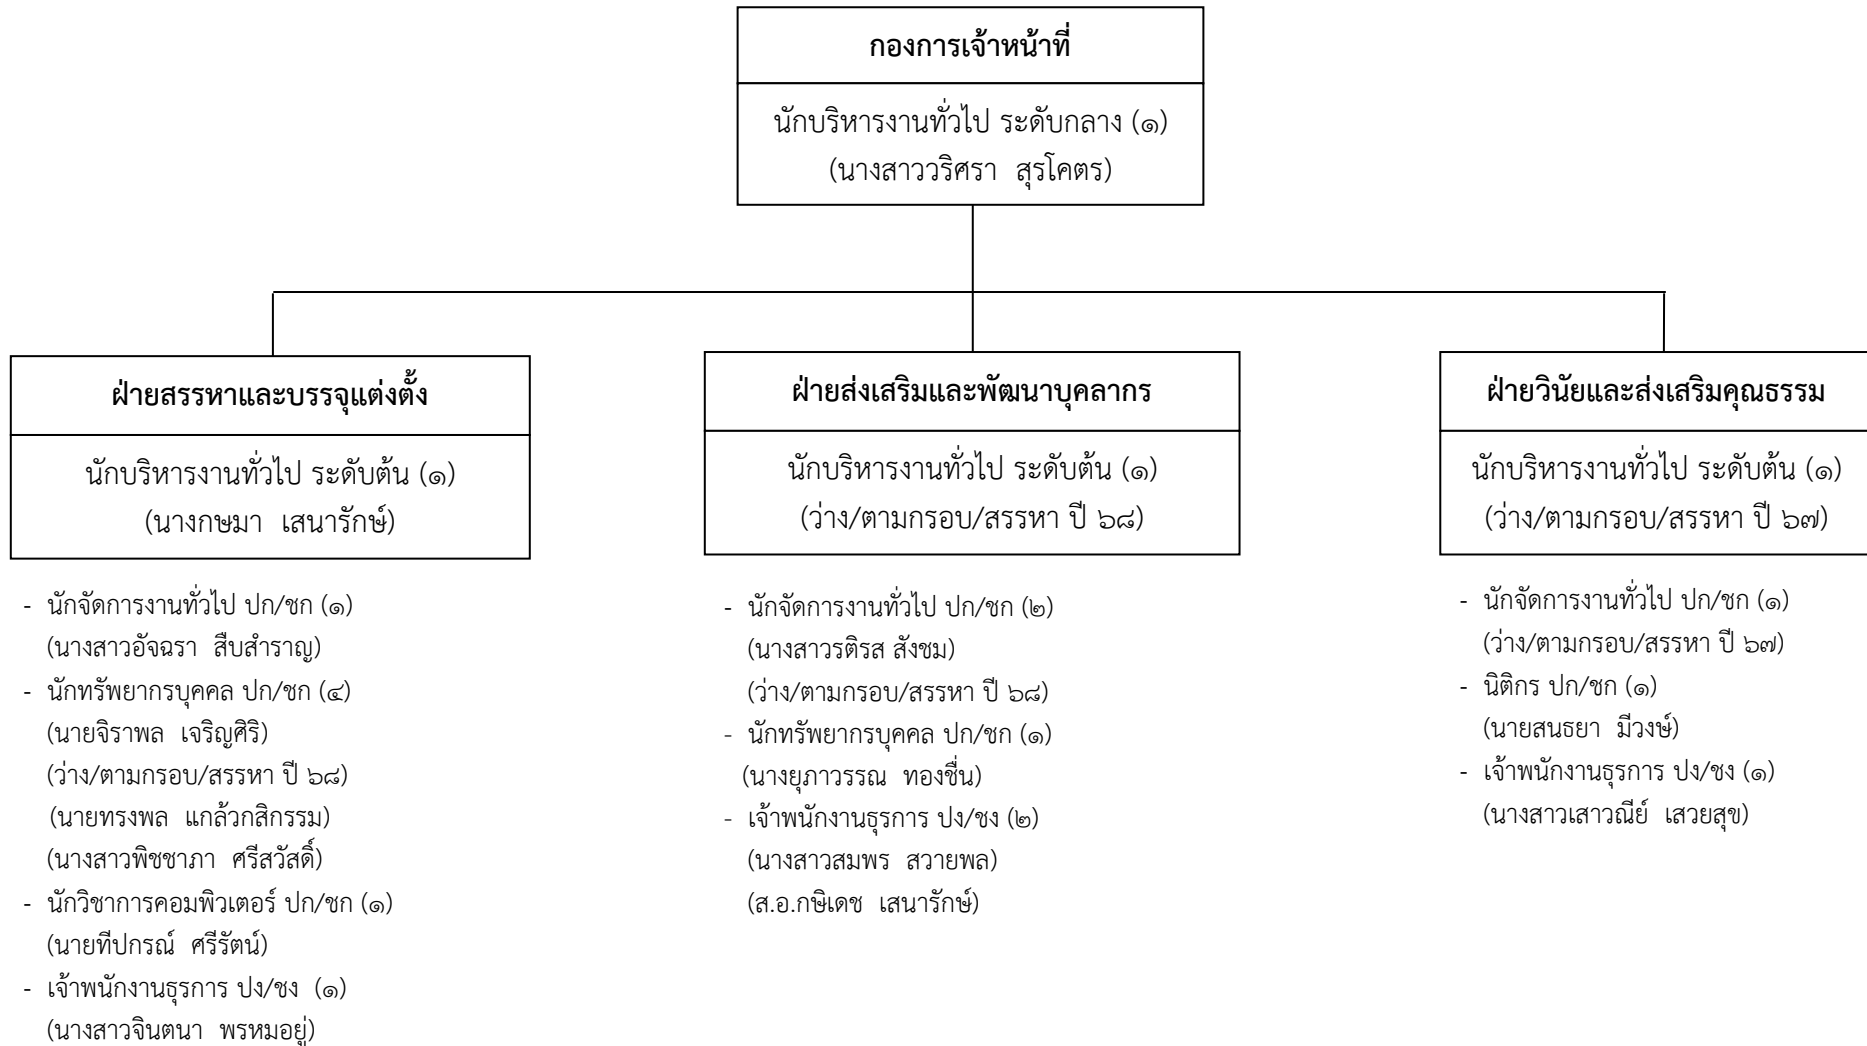 กองการเจ้าหน้าที่
นักบริหารงานทั่วไป ระดับกลาง (๑)
(นางสาววริศรา สุรโคตร)
ฝ่ายสรรหาและบรรจุแต่งตั้ง
นักบริหารงานทั่วไป ระดับต้น (๑)
(นางกษมา เสนารักษ์)
- นักจัดการงานทั่วไป ปก/ชก (๑)
(นางสาวอัจฉรา สืบสำราญ)
- นักทรัพยากรบุคคล ปก/ชก (๔)
(นายจิราพล เจริญศิริ)
(ว่าง/ตามกรอบ/สรรหา ปี ๖๘)
(นายทรงพล แกล้วกสิกรรม)
(นางสาวพิชชาภา ศรีสวัสดิ์)
- นักวิชาการคอมพิวเตอร์ ปก/ชก (๑)
(นายทีปกรณ์ ศรีรัตน์)
- เจ้าพนักงานธุรการ ปง/ชง (๑)
(นางสาวจินตนา พรหมอยู่)
ฝ่ายส่งเสริมและพัฒนาบุคลากร
นักบริหารงานทั่วไป ระดับต้น (๑)
(ว่าง/ตามกรอบ/สรรหา ปี ๖๘)
- นักจัดการงานทั่วไป ปก/ชก (๒)
(นางสาวรติรส สังชม)
(ว่าง/ตามกรอบ/สรรหา ปี ๖๘)
- นักทรัพยากรบุคคล ปก/ชก (๑)
(นางยุภาวรรณ ทองชื่น)
- เจ้าพนักงานธุรการ ปง/ชง (๒)
(นางสาวสมพร สวายพล)
(ส.อ.กษิเดช เสนารักษ์)
ฝ่ายวินัยและส่งเสริมคุณธรรม
นักบริหารงานทั่วไป ระดับต้น (๑)
(ว่าง/ตามกรอบ/สรรหา ปี ๖๗)
- นักจัดการงานทั่วไป ปก/ชก (๑)
(ว่าง/ตามกรอบ/สรรหา ปี ๖๗)
- นิติกร ปก/ชก (๑)
(นายสนธยา มีวงษ์)
- เจ้าพนักงานธุรการ ปง/ชง (๑)
(นางสาวเสาวณีย์ เสวยสุข)